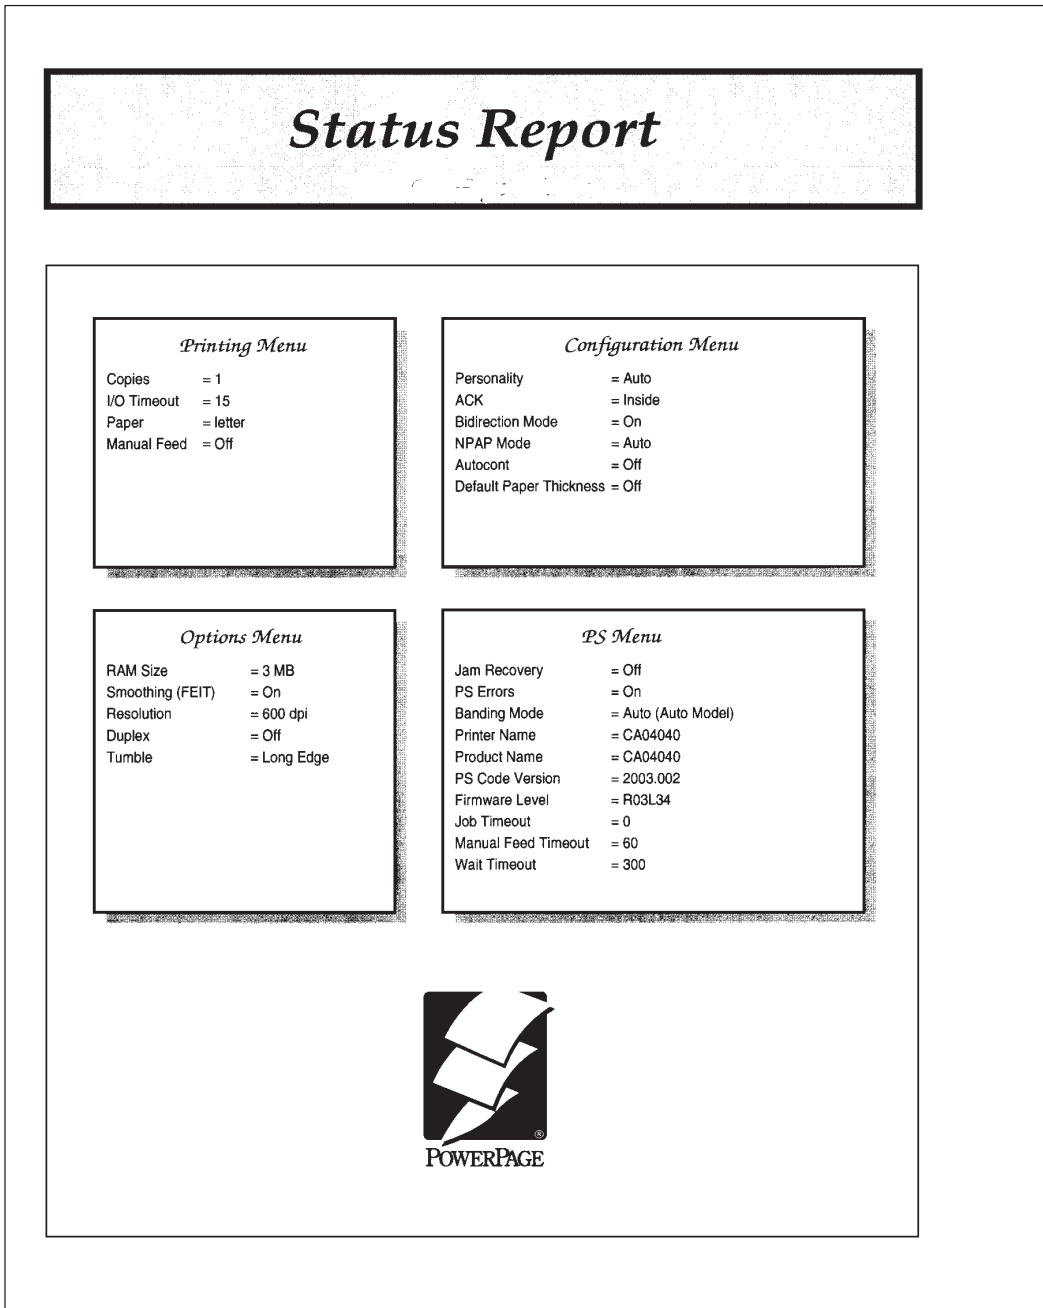 Status Report
Printing Menu
Copies = 1
I/O Timeout = 15
Paper = letter
Manual Feed = Off
Configuration Menu
Personality = Auto
ACK = Inside
Bidirection Mode = On
NPAP Mode = Auto
Autocont = Off
Default Paper Thickness = Off
Options Menu
RAM Size = 3 MB
Smoothing (FEIT) = On
Resolution = 600 dpi
Duplex = Off
Tumble = Long Edge
PS Menu
Jam Recovery = Off
PS Errors = On
Banding Mode = Auto (Auto Model)
Printer Name = CA04040
Product Name = CA04040
PS Code Version = 2003.002
Firmware Level = R03L34
Job Timeout = 0
Manual Feed Timeout = 60
Wait Timeout = 300
®
POWERPAGE